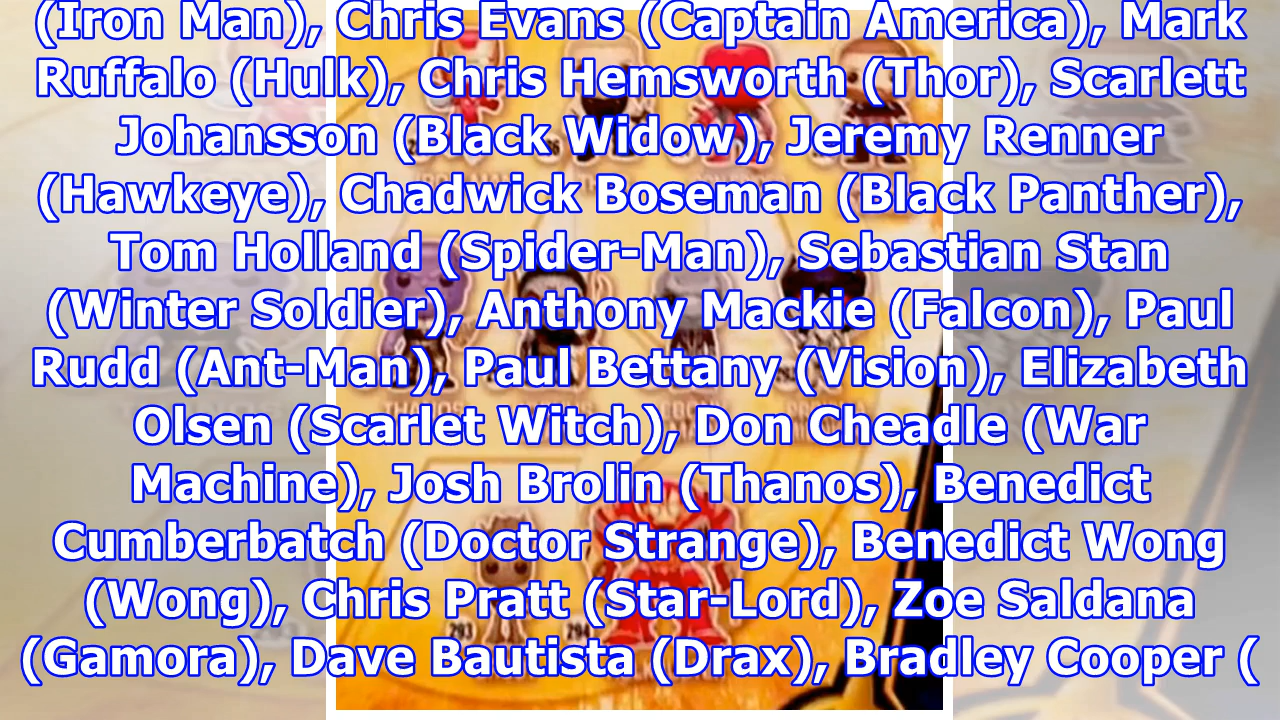 (Iron Man), Chris Evans (Captain America), Mark
Ruffalo (Hulk), Chris Hemsworth (Thor), Scarlett
Johansson (Black Widow), Jeremy Renner
(Hawkeye), Chadwick Boseman (Black Panther),
Tom Holland (Spider-Man), Sebastian Stan
(Winter Soldier), Anthony Mackie (Falcon), Paul
Rudd (Ant-Man), Paul Bettany (Vision), Elizabeth
Olsen (Scarlet Witch), Don Cheadle (War
Machine), Josh Brolin (Thanos), Benedict
Cumberbatch (Doctor Strange), Benedict Wong
(Wong), Chris Pratt (Star-Lord), Zoe Saldana
(Gamora), Dave Bautista (Drax), Bradley Cooper (
THANOS
293
294